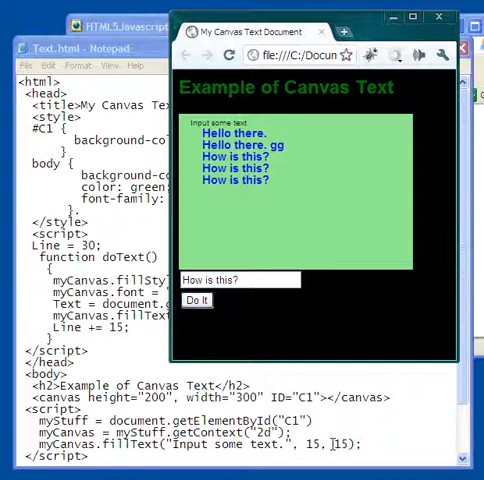 HTML5.Javascript
My Canvas Text Document
Text.html - Notepad
File Edit Format View
file:///C:/Docun
Example of Canvas Text
Input some text.
Hello there.
Hello there. gg
How is this?
How is this?
How is this?
How is this?
Do It
<html>
<head>
<title>My Canvas Te
<style>
#C1 {
background-co
}
body {
background-co
color: green;
font-family:
}.
</style>
<script>
Line = 30;
function doText()
{
myCanvas.fillSty
myCanvas.font =
Text = document.g
myCanvas.fillText
Line += 15;
}
</script>
</head>
<body>
<h2>Example of Canvas Text</h2>
<canvas height="200", width="300" ID="C1"></canvas>
<script>
myStuff = document.getElementById("C1")
myCanvas = myStuff.getContext("2d");
myCanvas.fillText("Input some text.", 15, 15);
</script>